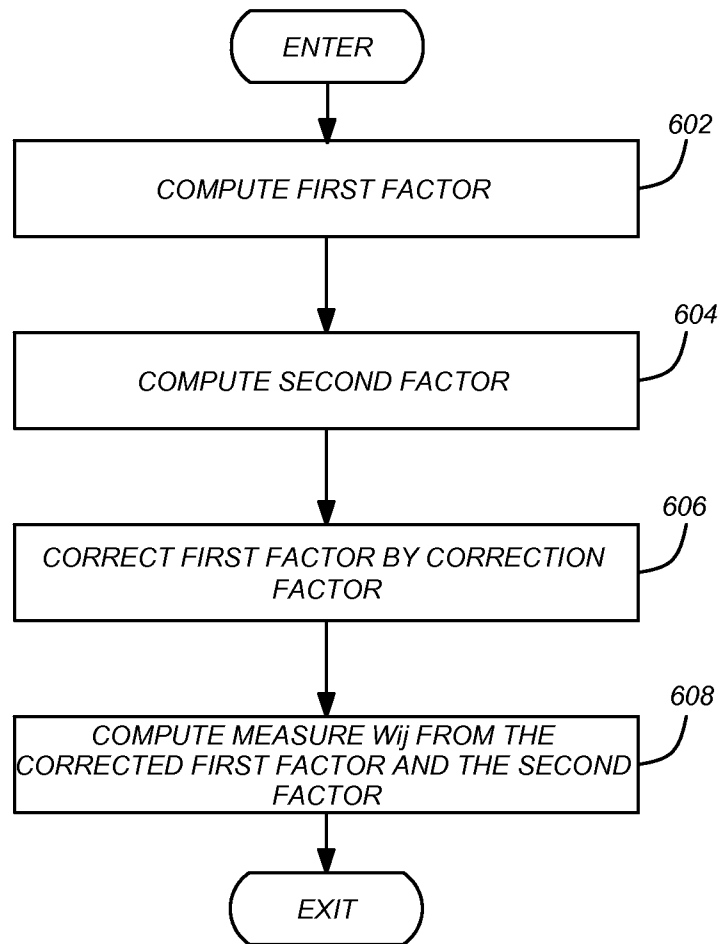 ENTER
602
COMPUTE FIRST FACTOR
604
COMPUTE SECOND FACTOR
606
CORRECT FIRST FACTOR BY CORRECTION
FACTOR
608
COMPUTE MEASURE Wij FROM THE
CORRECTED FIRST FACTOR AND THE SECOND
FACTOR
EXIT